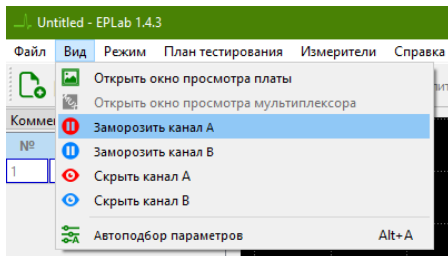 Untitled - EPLab 1.4.3
Файл Вид Режим План тестирования Измерители Справка
Открыть окно просмотра платы
Открыть окно просмотра мультиплексора
Заморозить канал A
Заморозить канал B
Скрыть канал A
Скрыть канал B
Автоподбор параметров Alt+A
№
1